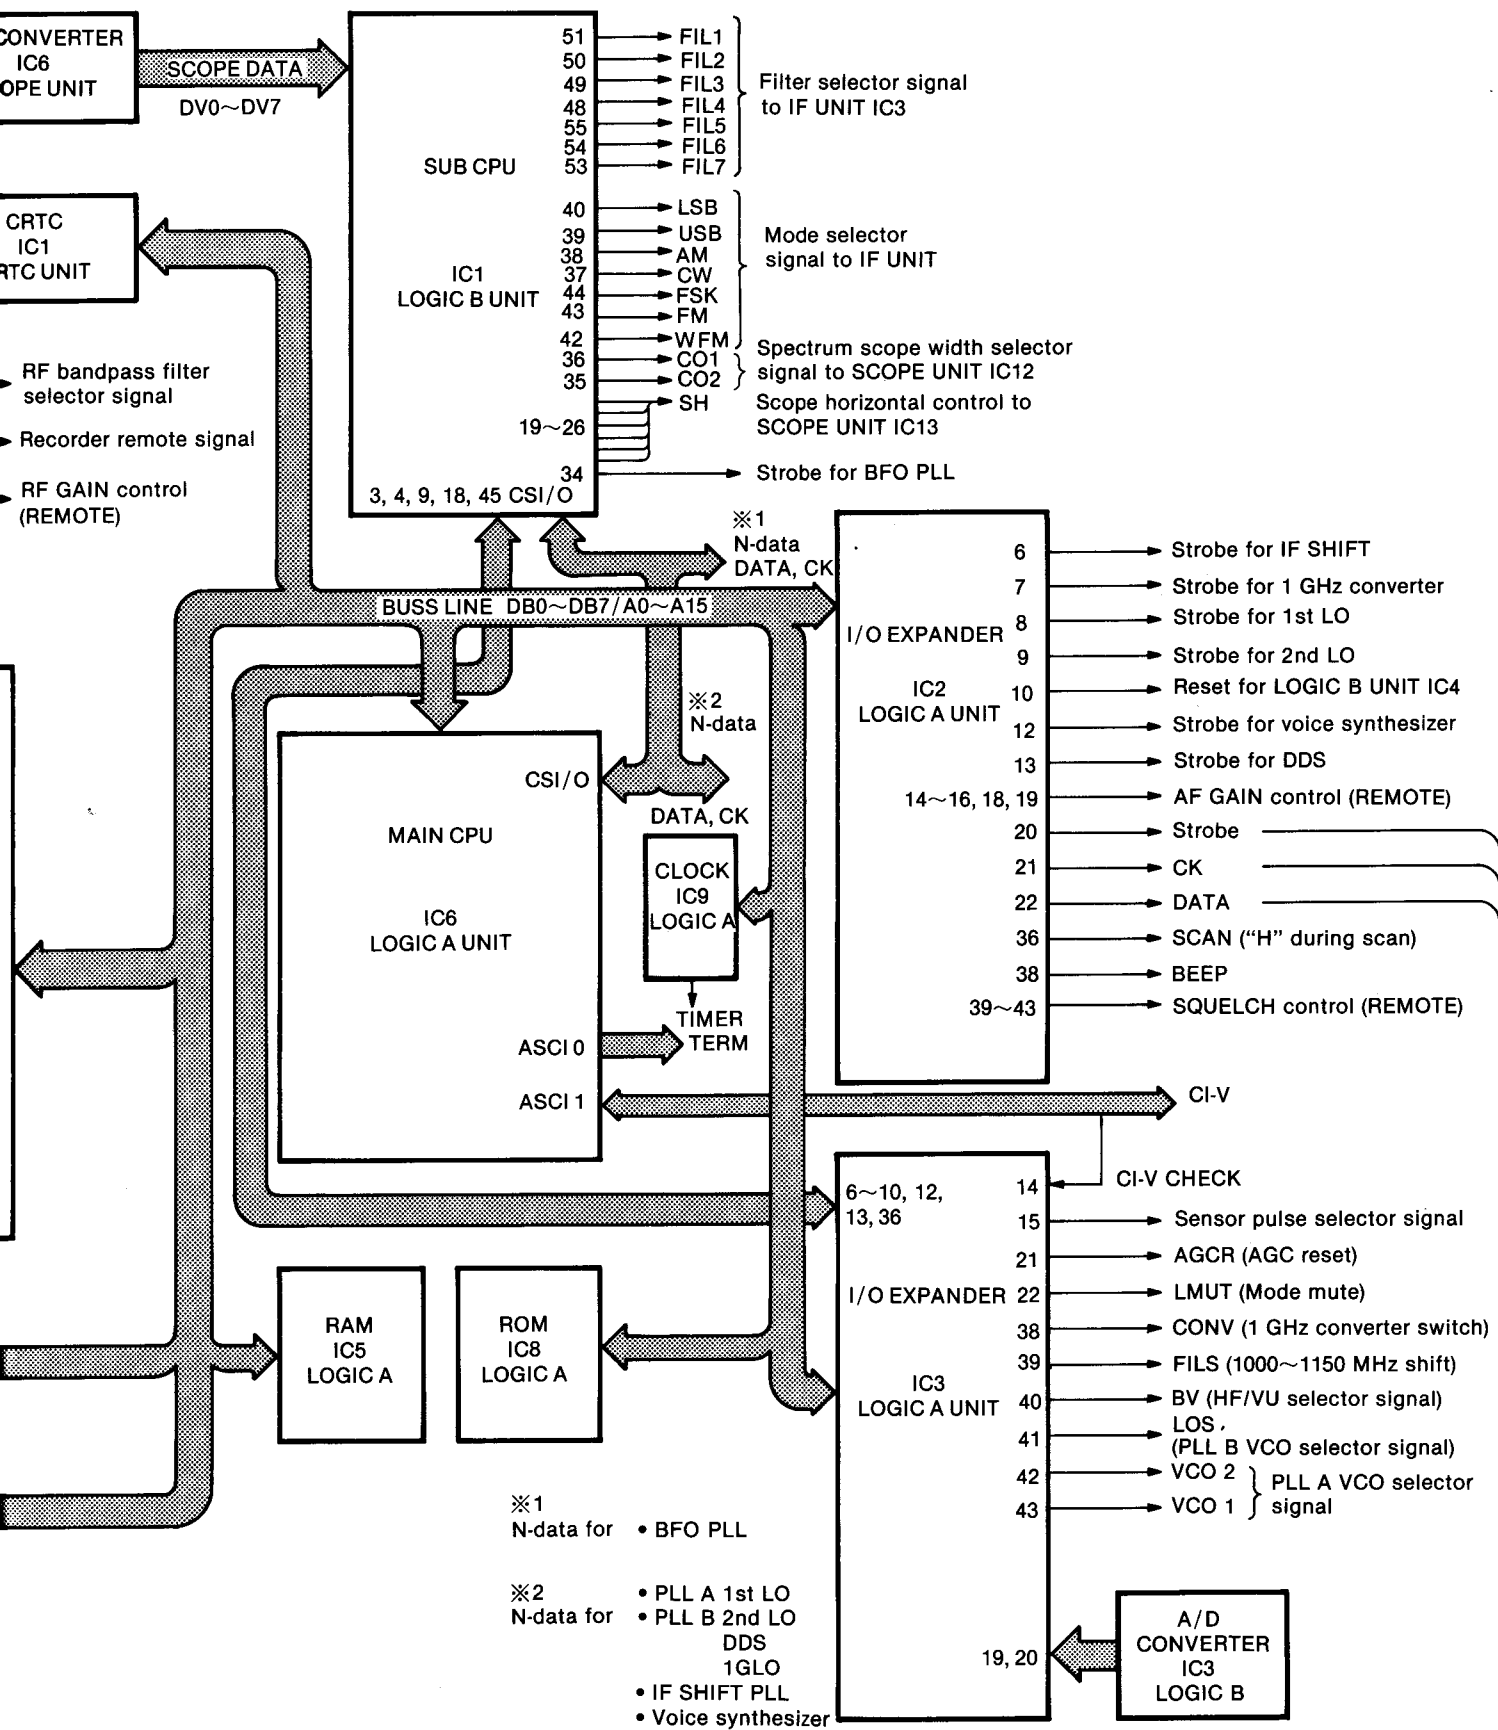 CONVERTER
IC6
OPE UNIT
SCOPE DATA
DV0~DV7
CRTC
IC1
RTC UNIT
RF bandpass filter
selector signal
Recorder remote signal
RF GAIN control
(REMOTE)
SUB CPU
IC1
LOGIC B UNIT
51 FIL1
50 FIL2
49 FIL3
48 FIL4
55 FIL5
54 FIL6
53 FIL7
Filter selector signal
to IF UNIT IC3
40 LSB
39 USB
38 AM
37 CW
44 FSK
43 FM
42 WFM
Mode selector
signal to IF UNIT
36 CO1
35 CO2
Spectrum scope width selector
signal to SCOPE UNIT IC12
19~26 SH
Scope horizontal control to
SCOPE UNIT IC13
34 Strobe for BFO PLL
3, 4, 9, 18, 45 CSI/O
※1
N-data
DATA, CK
BUSS LINE DB0~DB7/A0~A15
※2
N-data
DATA, CK
MAIN CPU
IC6
LOGIC A UNIT
CSI/O
ASCI 0
ASCI 1
CLOCK
IC9
LOGIC A
TIMER
TERM
I/O EXPANDER
IC2
LOGIC A UNIT
6 Strobe for IF SHIFT
7 Strobe for 1 GHz converter
8 Strobe for 1st LO
9 Strobe for 2nd LO
10 Reset for LOGIC B UNIT IC4
12 Strobe for voice synthesizer
13 Strobe for DDS
14~16, 18, 19 AF GAIN control (REMOTE)
20 Strobe
21 CK
22 DATA
36 SCAN (“H” during scan)
38 BEEP
39~43 SQUELCH control (REMOTE)
CI-V
6~10, 12,
13, 36
I/O EXPANDER
IC3
LOGIC A UNIT
14 CI-V CHECK
15 Sensor pulse selector signal
21 AGCR (AGC reset)
22 LMUT (Mode mute)
38 CONV (1 GHz converter switch)
39 FILS (1000~1150 MHz shift)
40 BV (HF/VU selector signal)
41 LOS
(PLL B VCO selector signal)
42 VCO 2
43 VCO 1
PLL A VCO selector
signal
19, 20
A/D
CONVERTER
IC3
LOGIC B
RAM
IC5
LOGIC A
ROM
IC8
LOGIC A
※1
N-data for • BFO PLL
※2
N-data for
• PLL A 1st LO
• PLL B 2nd LO
DDS
1GLO
• IF SHIFT PLL
• Voice synthesizer